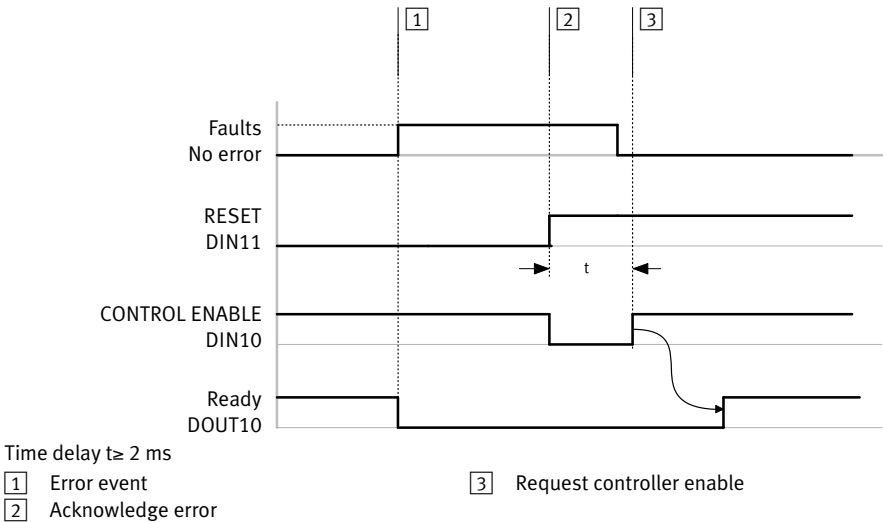 1 2 3
Faults
No error
RESET
DIN11
t
CONTROL ENABLE
DIN10
Ready
DOUT10
Time delay t≥ 2 ms
1 Error event
2 Acknowledge error
3 Request controller enable